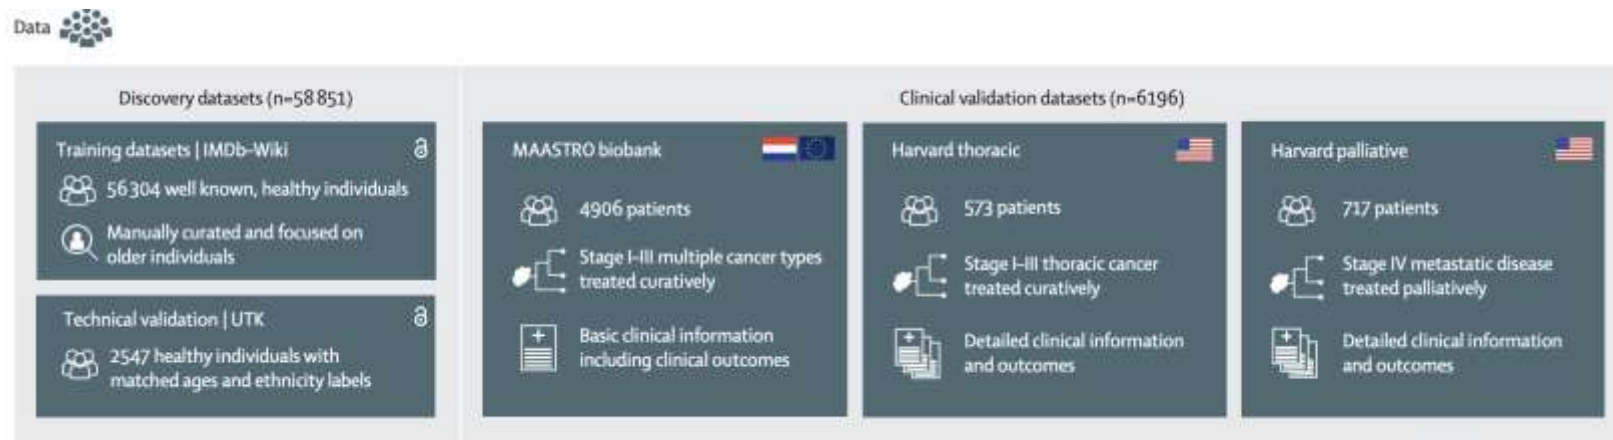 Data
Discovery datasets (n=58 851)
Training datasets | IMDb–Wiki
56 304 well known, healthy individuals
Manually curated and focused on
older individuals
Technical validation | UTK
2547 healthy individuals with
matched ages and ethnicity labels
Clinical validation datasets (n=6196)
MAASTRO biobank
4906 patients
Stage I–III multiple cancer types
treated curatively
Basic clinical information
including clinical outcomes
Harvard thoracic
573 patients
Stage I–III thoracic cancer
treated curatively
Detailed clinical information
and outcomes
Harvard palliative
717 patients
Stage IV metastatic disease
treated palliatively
Detailed clinical information
and outcomes